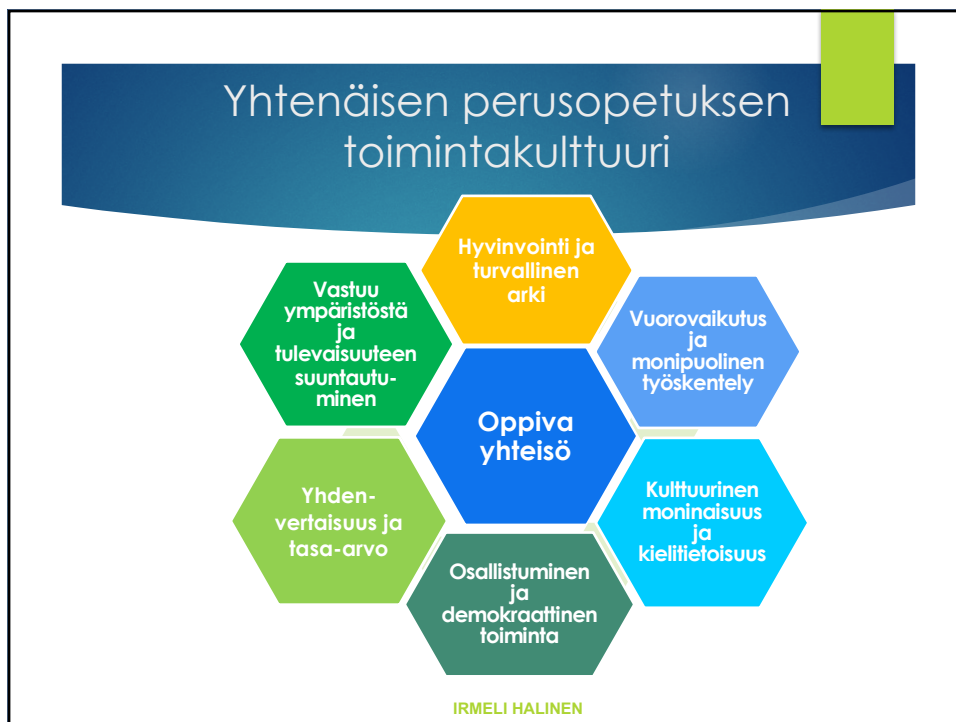 Yhtenäisen perusopetuksen
toimintakulttuuri
Hyvinvointi ja
turvallinen
arki
Vuorovaikutus
ja
monipuolinen
työskentely
Kulttuurinen
moninaisuus
ja
kielitietoisuus
Osallistuminen
ja
demokraattinen
toiminta
Yhden-
vertaisuus ja
tasa-arvo
Vastuu
ympäristöstä
ja
tulevaisuuteen
suuntautu-
minen
Oppiva
yhteisö
IRMELI HALINEN